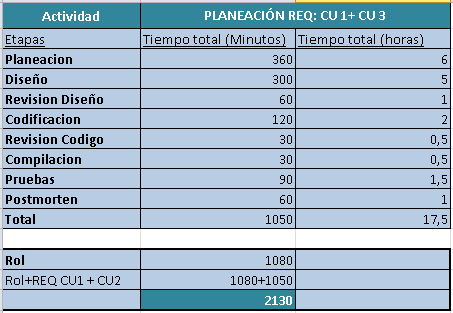 Actividad PLANEACIÓN REQ: CU 1+ CU 3
Etapas Tiempo total (Minutos) Tiempo total (horas)
Planeacion 360 6
Diseño 300 5
Revision Diseño 60 1
Codificacion 120 2
Revision Codigo 30 0,5
Compilacion 30 0,5
Pruebas 90 1,5
Postmorten 60 1
Total 1050 17,5
Rol 1080
Rol+REQ CU1 + CU2 1080+1050
2130